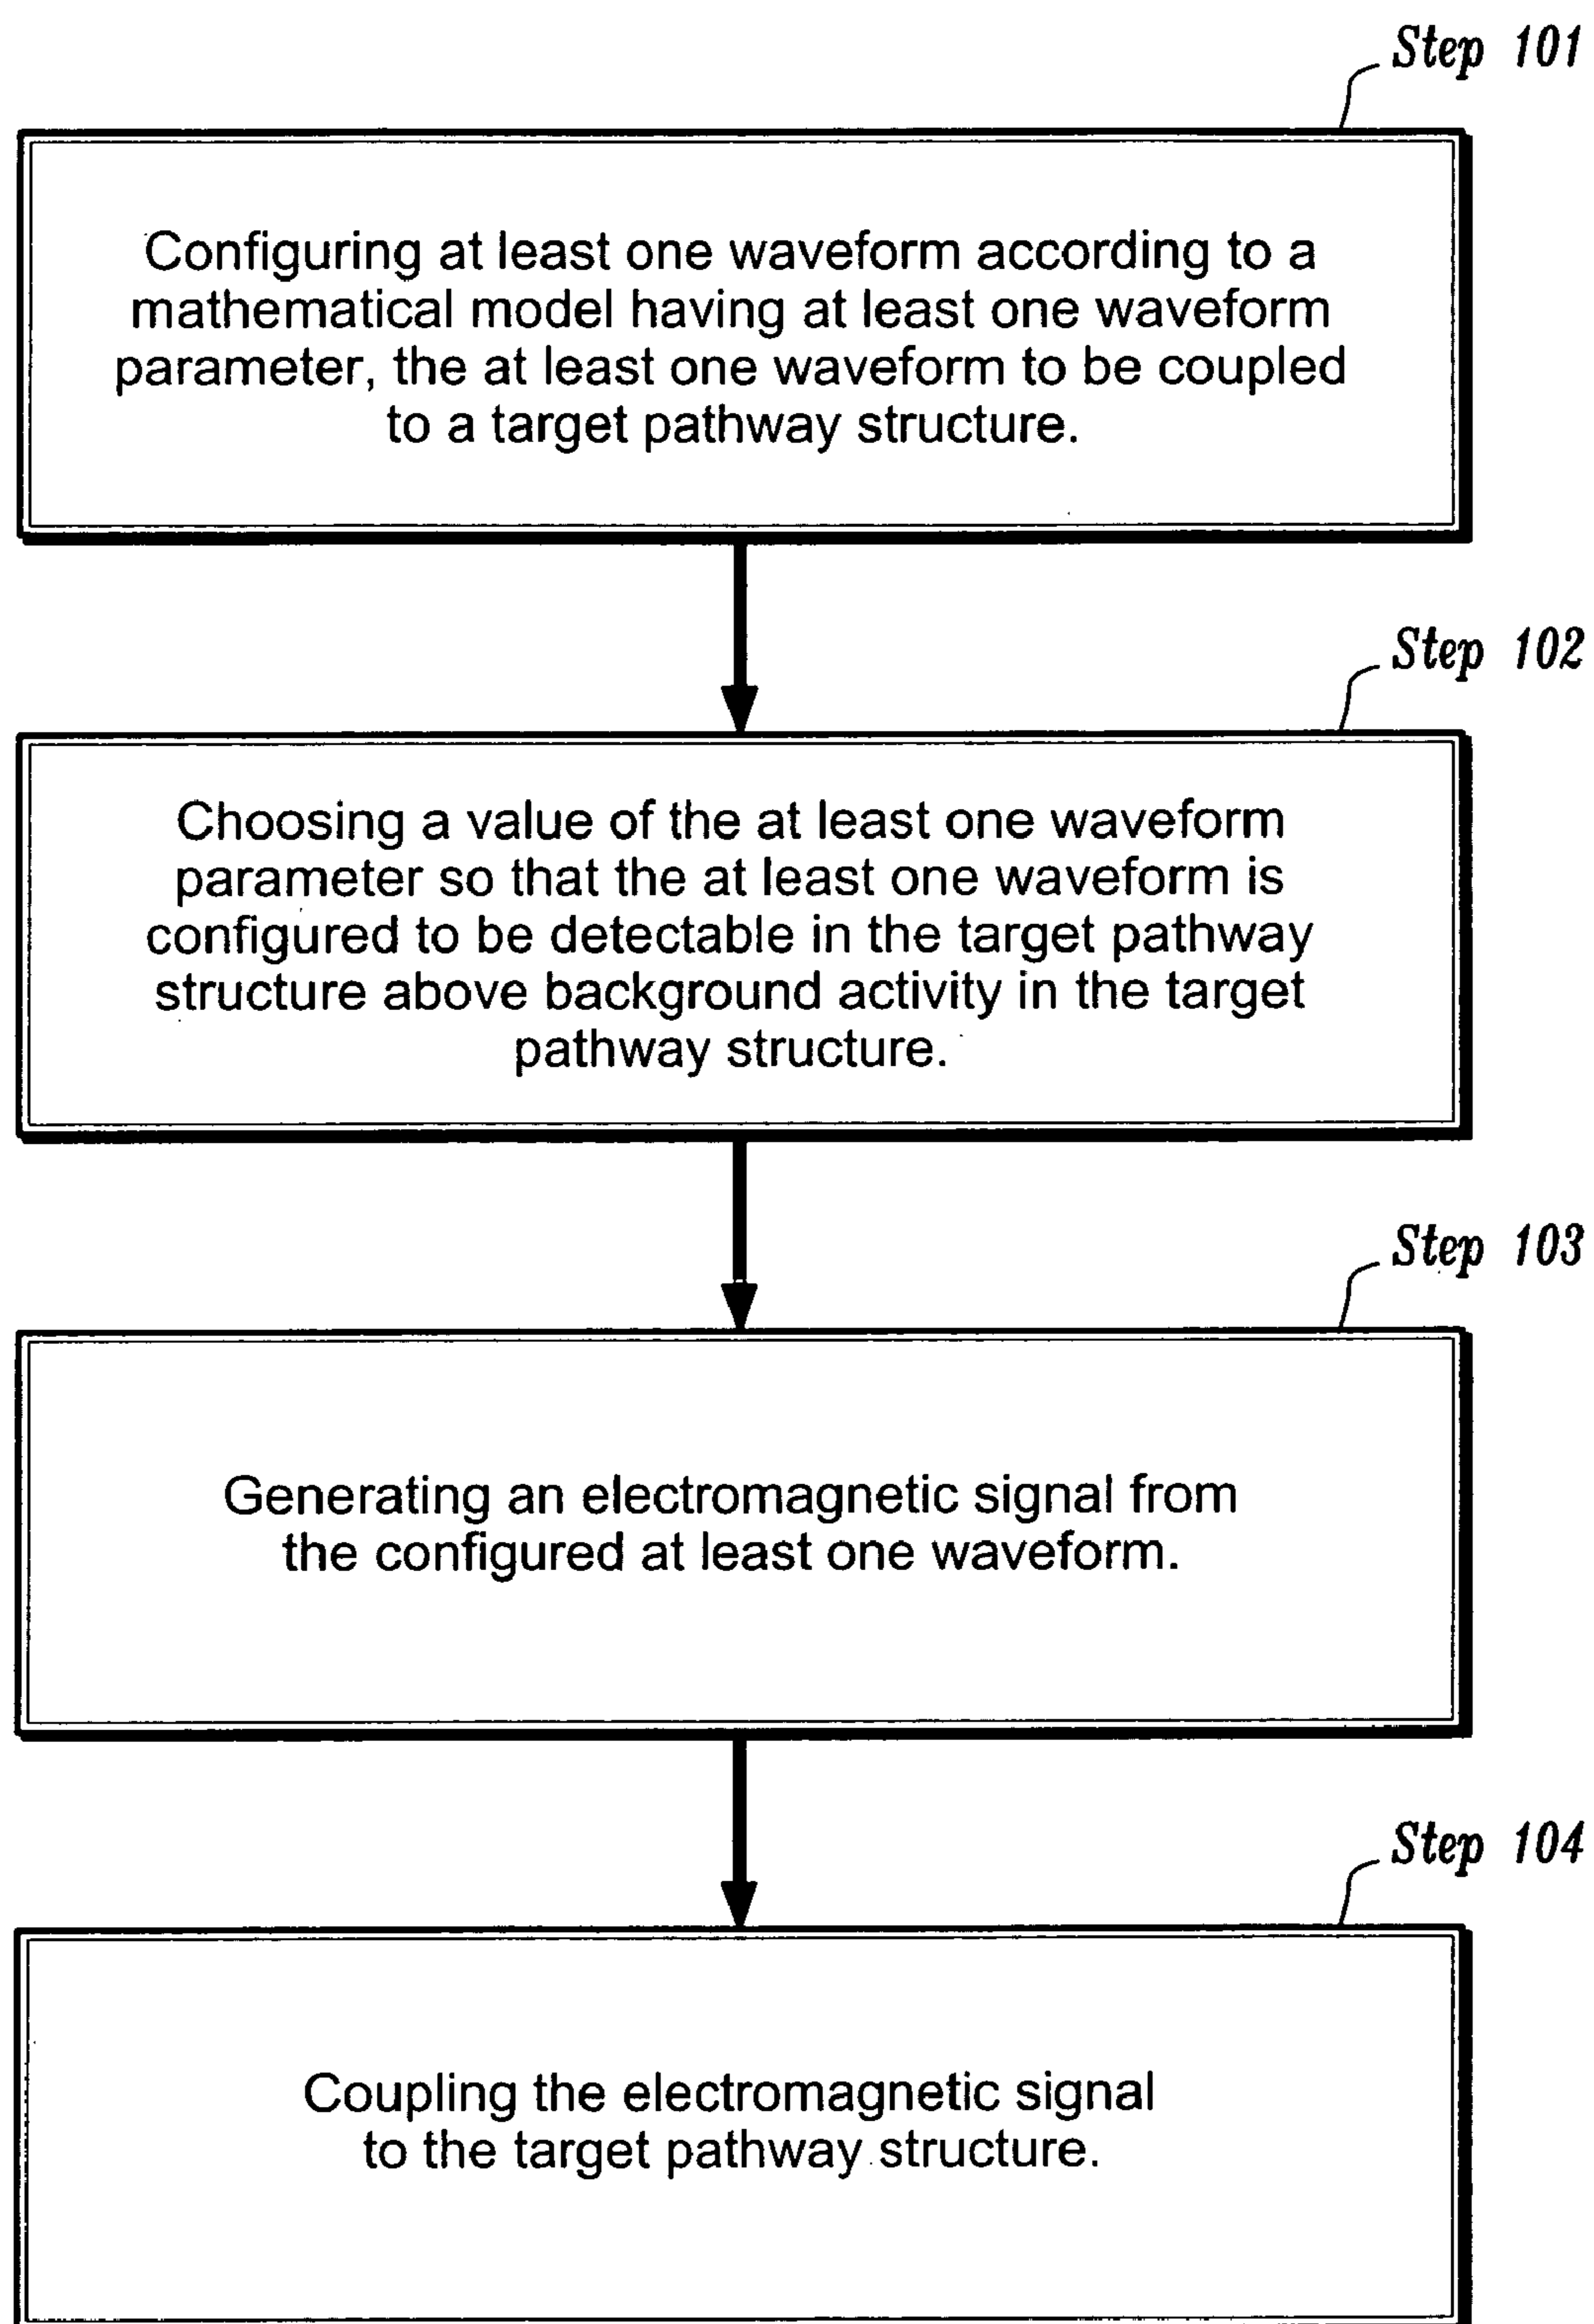 Step 101
Configuring at least one waveform according to a
mathematical model having at least one waveform
parameter, the at least one waveform to be coupled
to a target pathway structure.
Step 102
Choosing a value of the at least one waveform
parameter so that the at least one waveform is
configured to be detectable in the target pathway
structure above background activity in the target
pathway structure.
Step 103
Generating an electromagnetic signal from
the configured at least one waveform.
Step 104
Coupling the electromagnetic signal
to the target pathway structure.